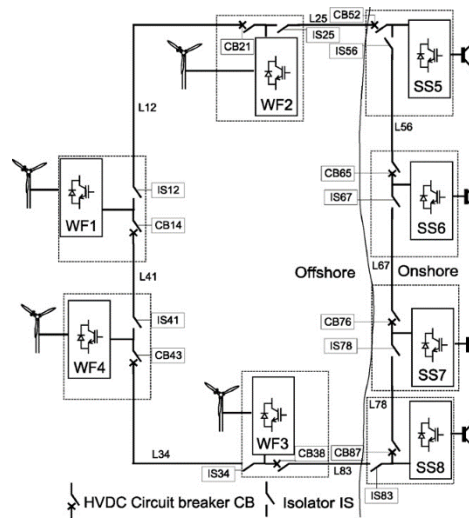 CB52
L25
CB21
IS25
IS56
WF2
SS5
L12
L56
IS12
CB65
IS67
WF1
CB14
SS6
L41
Offshore
L67
Onshore
IS41
CB76
WF4
CB43
IS78
SS7
L78
WF3
CB38
CB87
L34
IS34
L83
SS8
IS83
HVDC Circuit breaker CB
Isolator IS